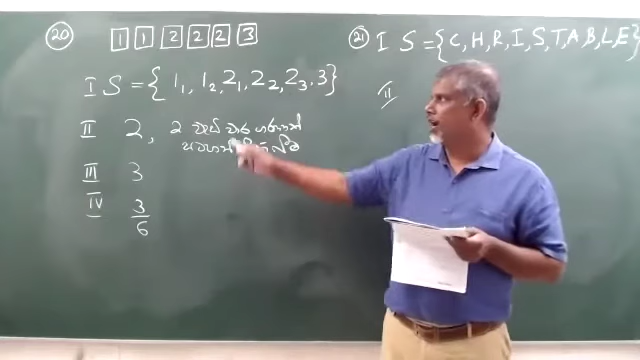 20 1 1 2 2 2 3
I S = { 1₁, 1₂, 2₁, 2₂, 2₃, 3 }
II 2, 2
III 3
IV 3/6
21 I S = { C, H, R, I, S, T, A, B, L, E }
II